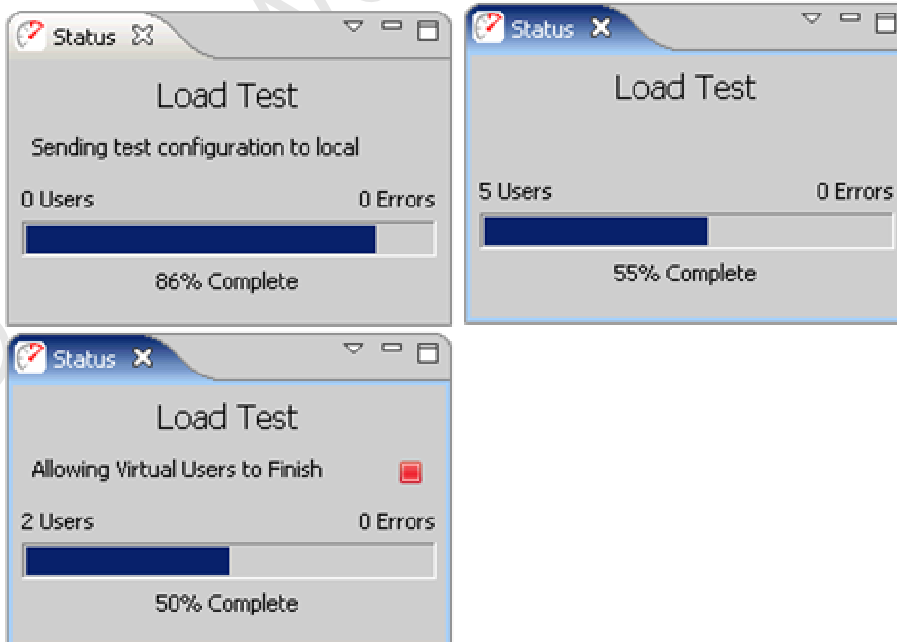 Status
Load Test
Sending test configuration to local
0 Users 0 Errors
86% Complete
Status
Load Test
5 Users 0 Errors
55% Complete
Status
Load Test
Allowing Virtual Users to Finish
2 Users 0 Errors
50% Complete